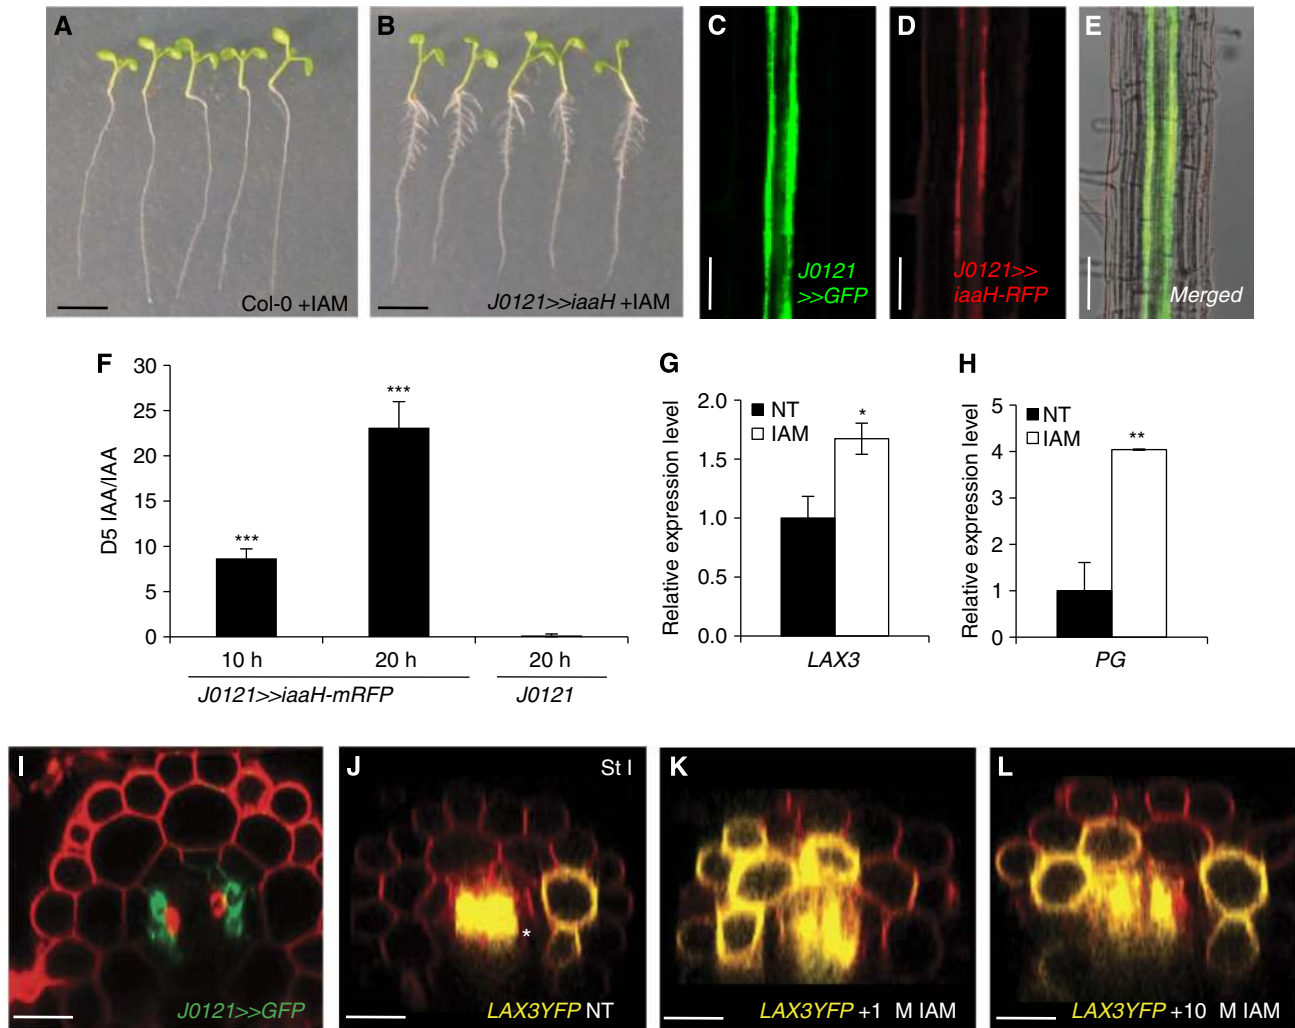 A
Col-0 +IAM
B
J0121>>iaaH +IAM
C
J0121
>>GFP
D
J0121>>
iaaH-RFP
E
Merged
F
D5 IAA/IAA
30
25
20
15
10
5
0
***
***
10 h
20 h
20 h
J0121>>iaaH-mRFP
J0121
G
Relative expression level
2.0
1.5
1.0
0.5
0.0
NT
IAM
*
LAX3
H
Relative expression level
5
4
3
2
1
0
NT
IAM
**
PG
I
J0121>>GFP
J
St I
*
LAX3YFP NT
K
LAX3YFP +1 M IAM
L
LAX3YFP +10 M IAM